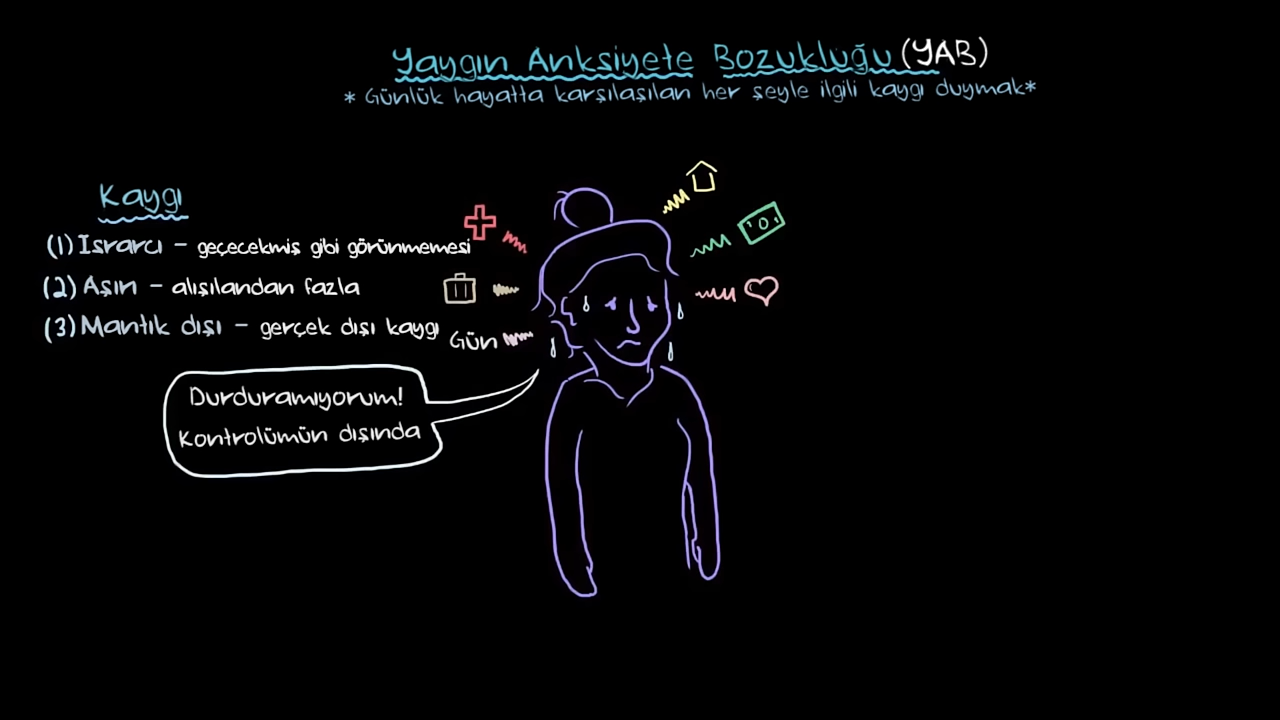 Yaygın Anksiyete Bozukluğu (YAB)
* Günlük hayatta karşılaşılan her şeyle ilgili kaygı duymak*
Kaygı
(1) Israrcı - geçecekmiş gibi görünmemesi
(2) Aşırı - alışılandan fazla
(3) Mantık dışı - gerçek dışı kaygı
Gün
Durduramıyorum!
Kontrolümün dışında